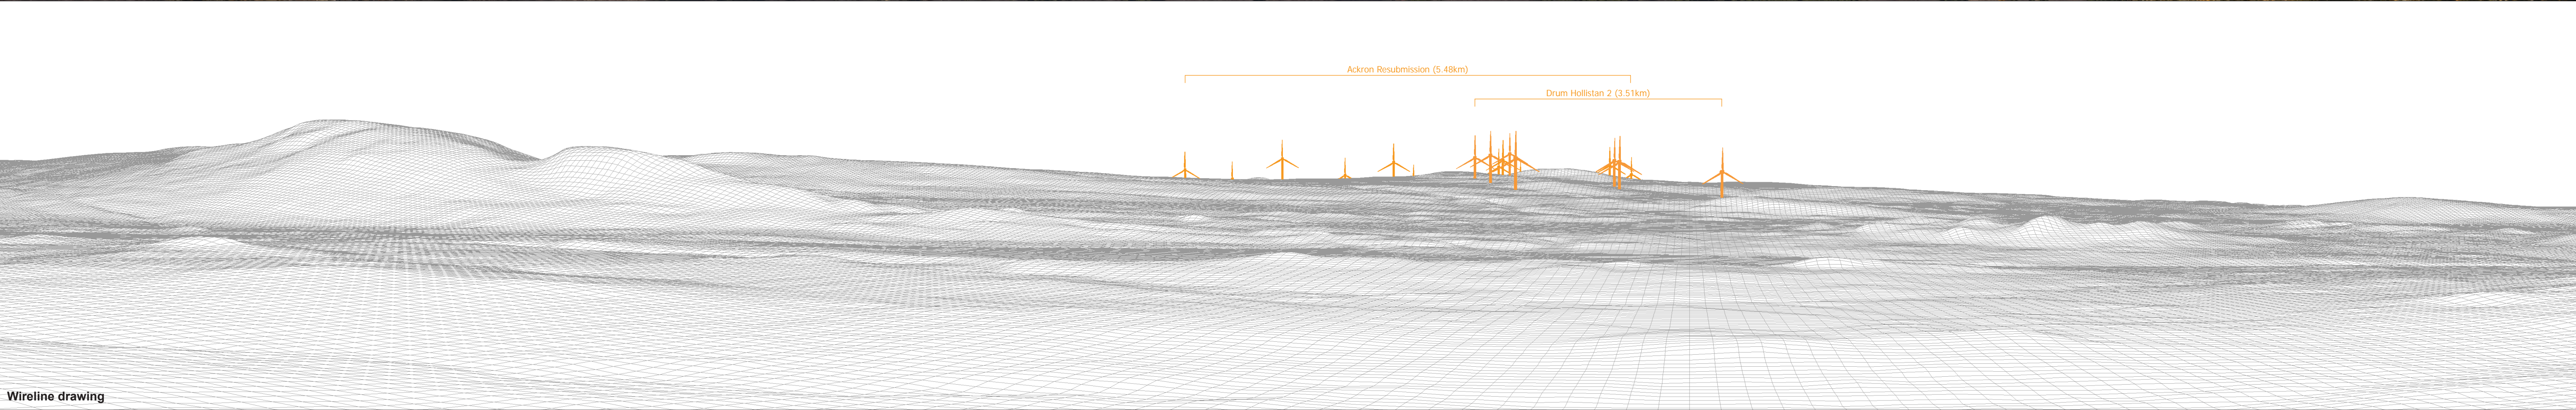 Ackron Resubmission (5.48km)
Drum Hollistan 2 (3.51km)
Wireline drawing